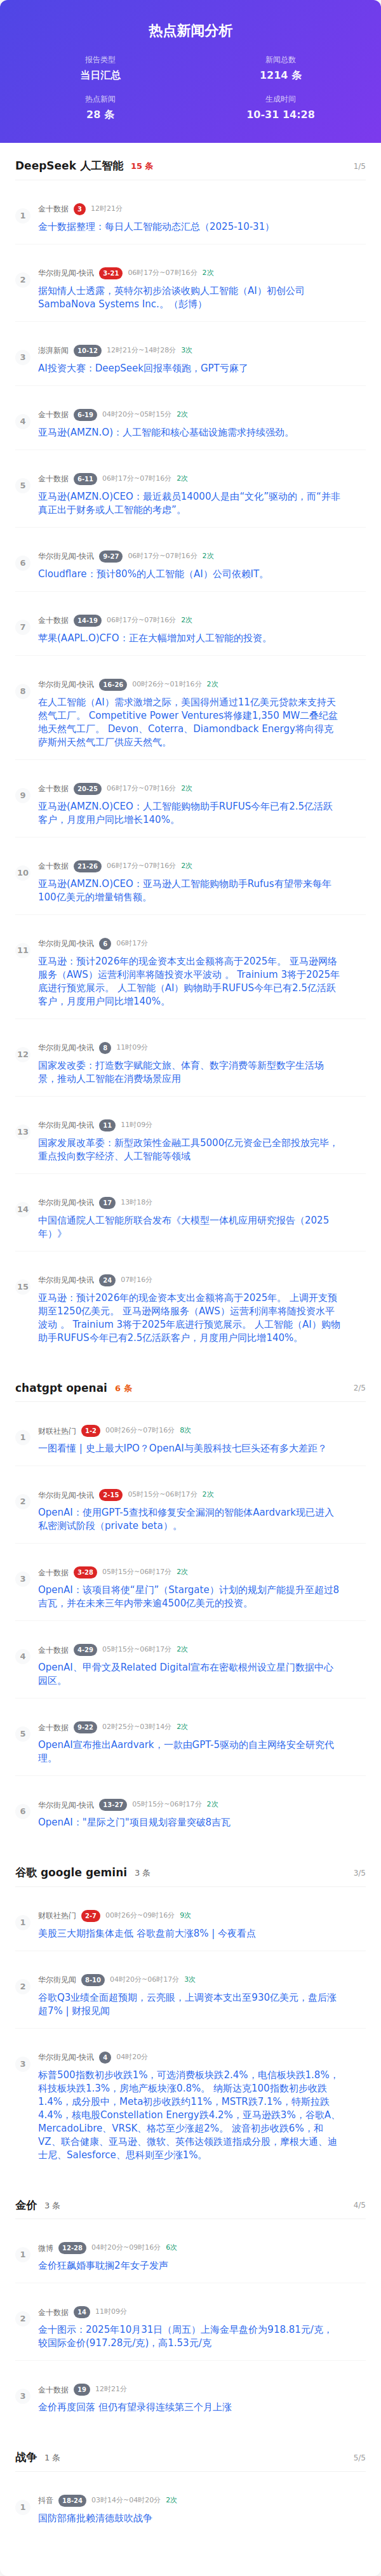 热点新闻分析
报告类型
当日汇总
新闻总数
1214 条
热点新闻
28 条
生成时间
10-31 14:28
DeepSeek 人工智能 15 条 1/5
1
金十数据 3 12时21分
金十数据整理：每日人工智能动态汇总（2025-10-31）
2
华尔街见闻-快讯 3-21 06时17分~07时16分 2次
据知情人士透露，英特尔初步洽谈收购人工智能（AI）初创公司
SambaNova Systems Inc.。（彭博）
3
澎湃新闻 10-12 12时21分~14时28分 3次
AI投资大赛：DeepSeek回报率领跑，GPT亏麻了
4
金十数据 6-19 04时20分~05时15分 2次
亚马逊(AMZN.O)：人工智能和核心基础设施需求持续强劲。
5
金十数据 6-11 06时17分~07时16分 2次
亚马逊(AMZN.O)CEO：最近裁员14000人是由“文化”驱动的，而“并非
真正出于财务或人工智能的考虑”。
6
华尔街见闻-快讯 9-27 06时17分~07时16分 2次
Cloudflare：预计80%的人工智能（AI）公司依赖IT。
7
金十数据 14-19 06时17分~07时16分 2次
苹果(AAPL.O)CFO：正在大幅增加对人工智能的投资。
8
华尔街见闻-快讯 16-26 00时26分~01时16分 2次
在人工智能（AI）需求激增之际，美国得州通过11亿美元贷款来支持天
然气工厂。 Competitive Power Ventures将修建1,350 MW二叠纪盆
地天然气工厂。 Devon、Coterra、Diamondback Energy将向得克
萨斯州天然气工厂供应天然气。
9
金十数据 20-25 06时17分~07时16分 2次
亚马逊(AMZN.O)CEO：人工智能购物助手RUFUS今年已有2.5亿活跃
客户，月度用户同比增长140%。
10
金十数据 21-26 06时17分~07时16分 2次
亚马逊(AMZN.O)CEO：亚马逊人工智能购物助手Rufus有望带来每年
100亿美元的增量销售额。
11
华尔街见闻-快讯 6 06时17分
亚马逊：预计2026年的现金资本支出金额将高于2025年。 亚马逊网络
服务（AWS）运营利润率将随投资水平波动 。 Trainium 3将于2025年
底进行预览展示。 人工智能（AI）购物助手RUFUS今年已有2.5亿活跃
客户，月度用户同比增140%。
12
华尔街见闻-快讯 8 11时09分
国家发改委：打造数字赋能文旅、体育、数字消费等新型数字生活场
景，推动人工智能在消费场景应用
13
华尔街见闻-快讯 11 11时09分
国家发展改革委：新型政策性金融工具5000亿元资金已全部投放完毕，
重点投向数字经济、人工智能等领域
14
华尔街见闻-快讯 17 13时18分
中国信通院人工智能所联合发布《大模型一体机应用研究报告（2025
年）》
15
华尔街见闻-快讯 24 07时16分
亚马逊：预计2026年的现金资本支出金额将高于2025年。 上调开支预
期至1250亿美元。 亚马逊网络服务（AWS）运营利润率将随投资水平
波动 。 Trainium 3将于2025年底进行预览展示。 人工智能（AI）购物
助手RUFUS今年已有2.5亿活跃客户，月度用户同比增140%。
chatgpt openai 6 条 2/5
1
财联社热门 1-2 00时26分~07时16分 8次
一图看懂 | 史上最大IPO？OpenAI与美股科技七巨头还有多大差距？
2
华尔街见闻-快讯 2-15 05时15分~06时17分 2次
OpenAI：使用GPT-5查找和修复安全漏洞的智能体Aardvark现已进入
私密测试阶段（private beta）。
3
金十数据 3-28 05时15分~06时17分 2次
OpenAI：该项目将使“星门”（Stargate）计划的规划产能提升至超过8
吉瓦，并在未来三年内带来逾4500亿美元的投资。
4
金十数据 4-29 05时15分~06时17分 2次
OpenAI、甲骨文及Related Digital宣布在密歇根州设立星门数据中心
园区。
5
金十数据 9-22 02时25分~03时14分 2次
OpenAI宣布推出Aardvark，一款由GPT-5驱动的自主网络安全研究代
理。
6
华尔街见闻-快讯 13-27 05时15分~06时17分 2次
OpenAI："星际之门"项目规划容量突破8吉瓦
谷歌 google gemini 3 条 3/5
1
财联社热门 2-7 00时26分~09时16分 9次
美股三大期指集体走低 谷歌盘前大涨8% | 今夜看点
2
华尔街见闻 8-10 04时20分~06时17分 3次
谷歌Q3业绩全面超预期，云亮眼，上调资本支出至930亿美元，盘后涨
超7% | 财报见闻
3
华尔街见闻-快讯 4 04时20分
标普500指数初步收跌1%，可选消费板块跌2.4%，电信板块跌1.8%，
科技板块跌1.3%，房地产板块涨0.8%。 纳斯达克100指数初步收跌
1.4%，成分股中，Meta初步收跌约11%，MSTR跌7.1%，特斯拉跌
4.4%，核电股Constellation Energy跌4.2%，亚马逊跌3%，谷歌A、
MercadoLibre、VRSK、格芯至少涨超2%。 波音初步收跌6%，和
VZ、联合健康、亚马逊、微软、英伟达领跌道指成分股，摩根大通、迪
士尼、Salesforce、思科则至少涨1%。
金价 3 条 4/5
1
微博 12-28 04时20分~09时16分 6次
金价狂飙婚事耽搁2年女子发声
2
金十数据 14 11时09分
金十图示：2025年10月31日（周五）上海金早盘价为918.81元/克，
较国际金价(917.28元/克)，高1.53元/克
3
金十数据 19 12时21分
金价再度回落 但仍有望录得连续第三个月上涨
战争 1 条 5/5
1
抖音 18-24 03时14分~04时20分 2次
国防部痛批赖清德鼓吹战争